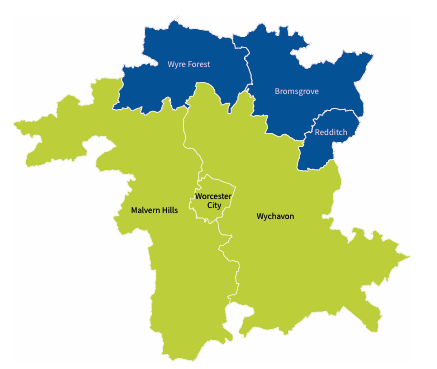 Wyre Forest
Bromsgrove
Redditch
Worcester
City
Malvern Hills
Wychavon